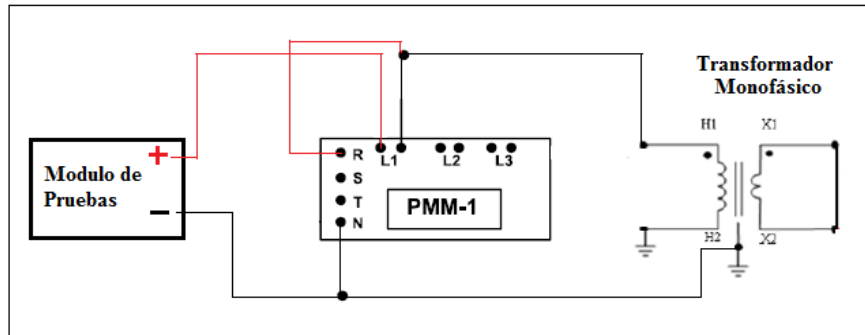 Transformador
Monofásico
H1 X1
+
Modulo de
Pruebas
−
R
S
T
N
L1 L2 L3
PMM-1
H2 X2